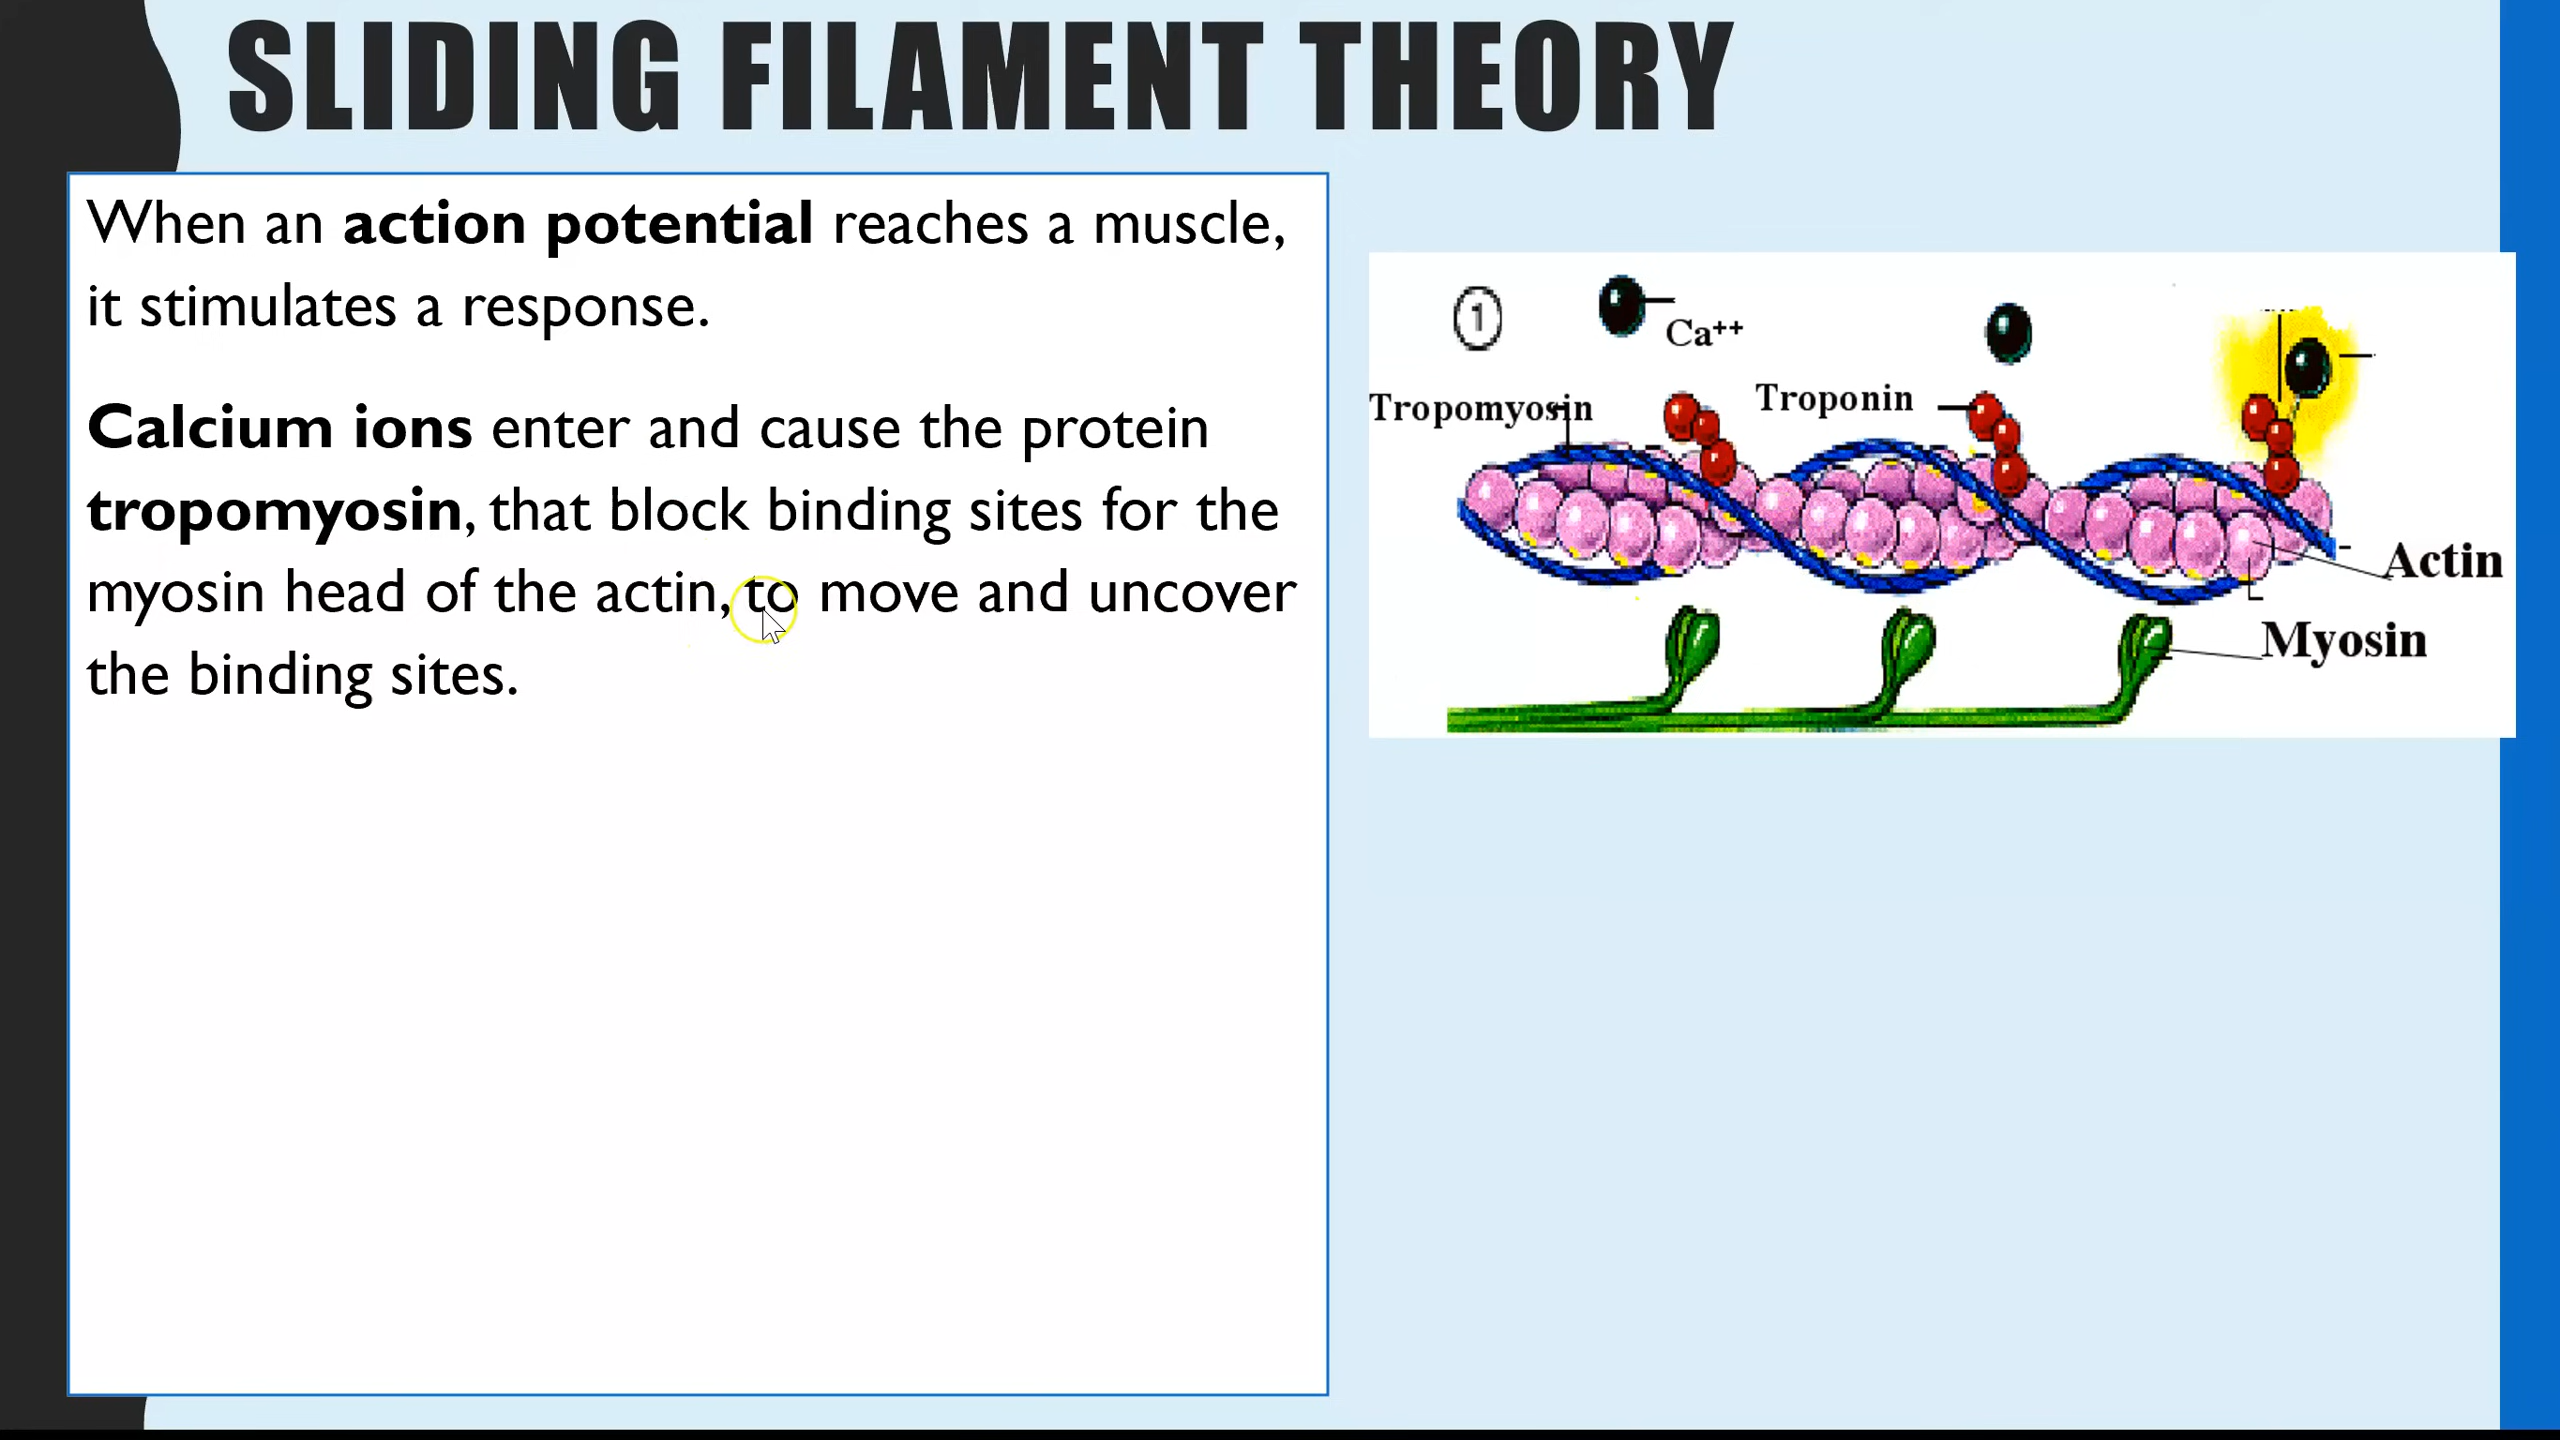 SLIDING FILAMENT THEORY
When an action potential reaches a muscle,
it stimulates a response.
Calcium ions enter and cause the protein
tropomyosin, that block binding sites for the
myosin head of the actin, to move and uncover
the binding sites.
1
Ca++
Tropomyosin
Troponin
Actin
Myosin